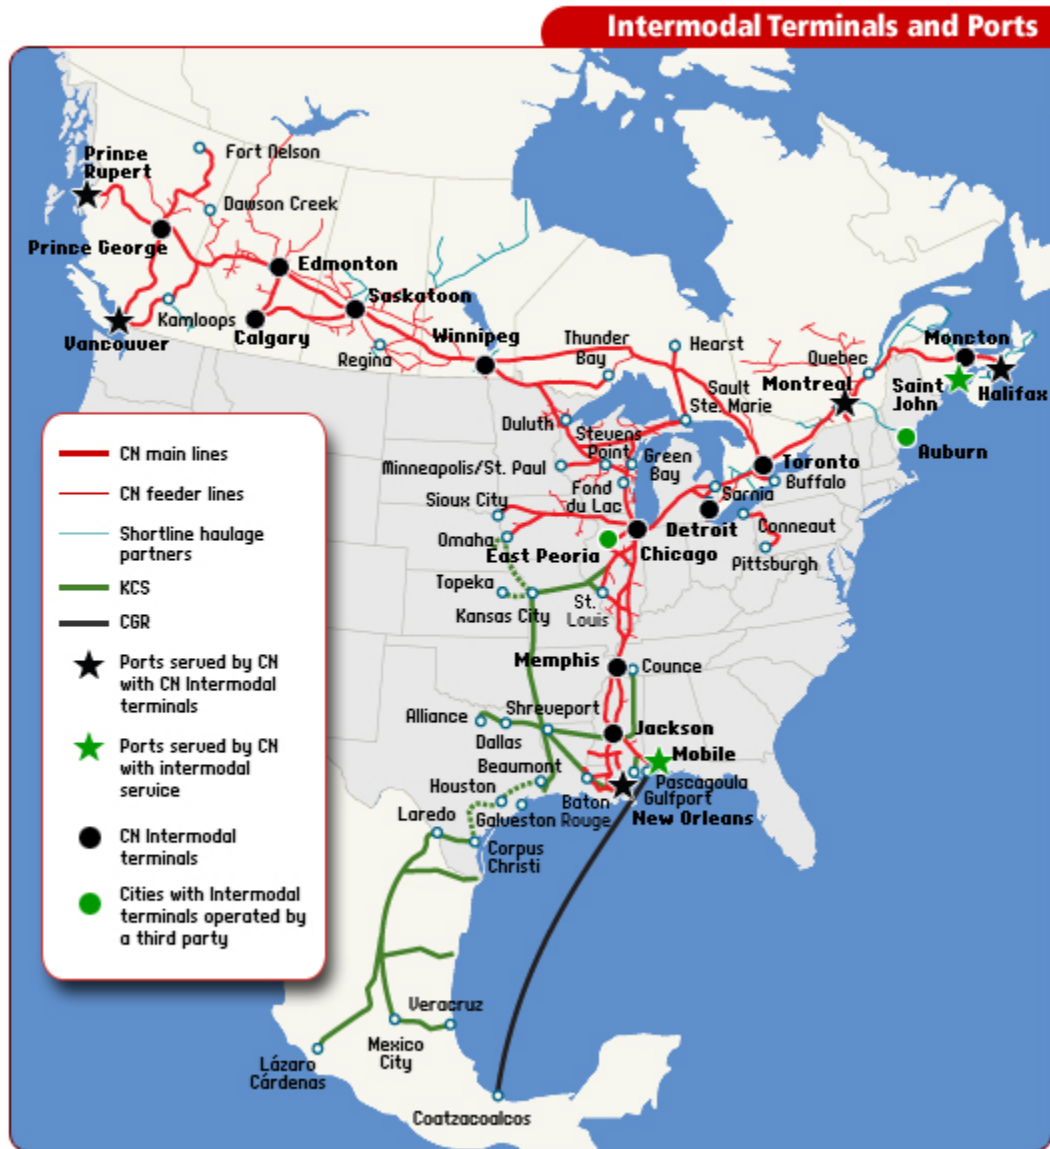 Intermodal Terminals and Ports
Prince
Rupert
Fort Nelson
Dawson Creek
Prince George
Edmonton
Saskatoon
Kamloops
Vancouver
Calgary
Regina
Winnipeg
Thunder
Bay
Hearst
Quebec
Moncton
Montreal
Saint
John
Halifax
Sault
Ste. Marie
Duluth
Stevens
Point
Green
Bay
Minneapolis/St. Paul
Fond
du Lac
Toronto
Buffalo
Auburn
Sarnia
Sioux City
Omaha
East Peoria
Chicago
Detroit
Conneaut
Pittsburgh
Topeka
Kansas City
St.
Louis
Memphis
Counce
Alliance
Shreveport
Dallas
Jackson
Mobile
Beaumont
Houston
Pascagoula
Gulfport
Baton
Rouge
Galveston
New Orleans
Laredo
Corpus
Christi
Veracruz
Mexico
City
Lázaro
Cárdenas
Coatzacoalcos
CN main lines
CN feeder lines
Shortline haulage
partners
KCS
CGR
Ports served by CN
with CN Intermodal
terminals
Ports served by CN
with intermodal
service
CN Intermodal
terminals
Cities with Intermodal
terminals operated by
a third party